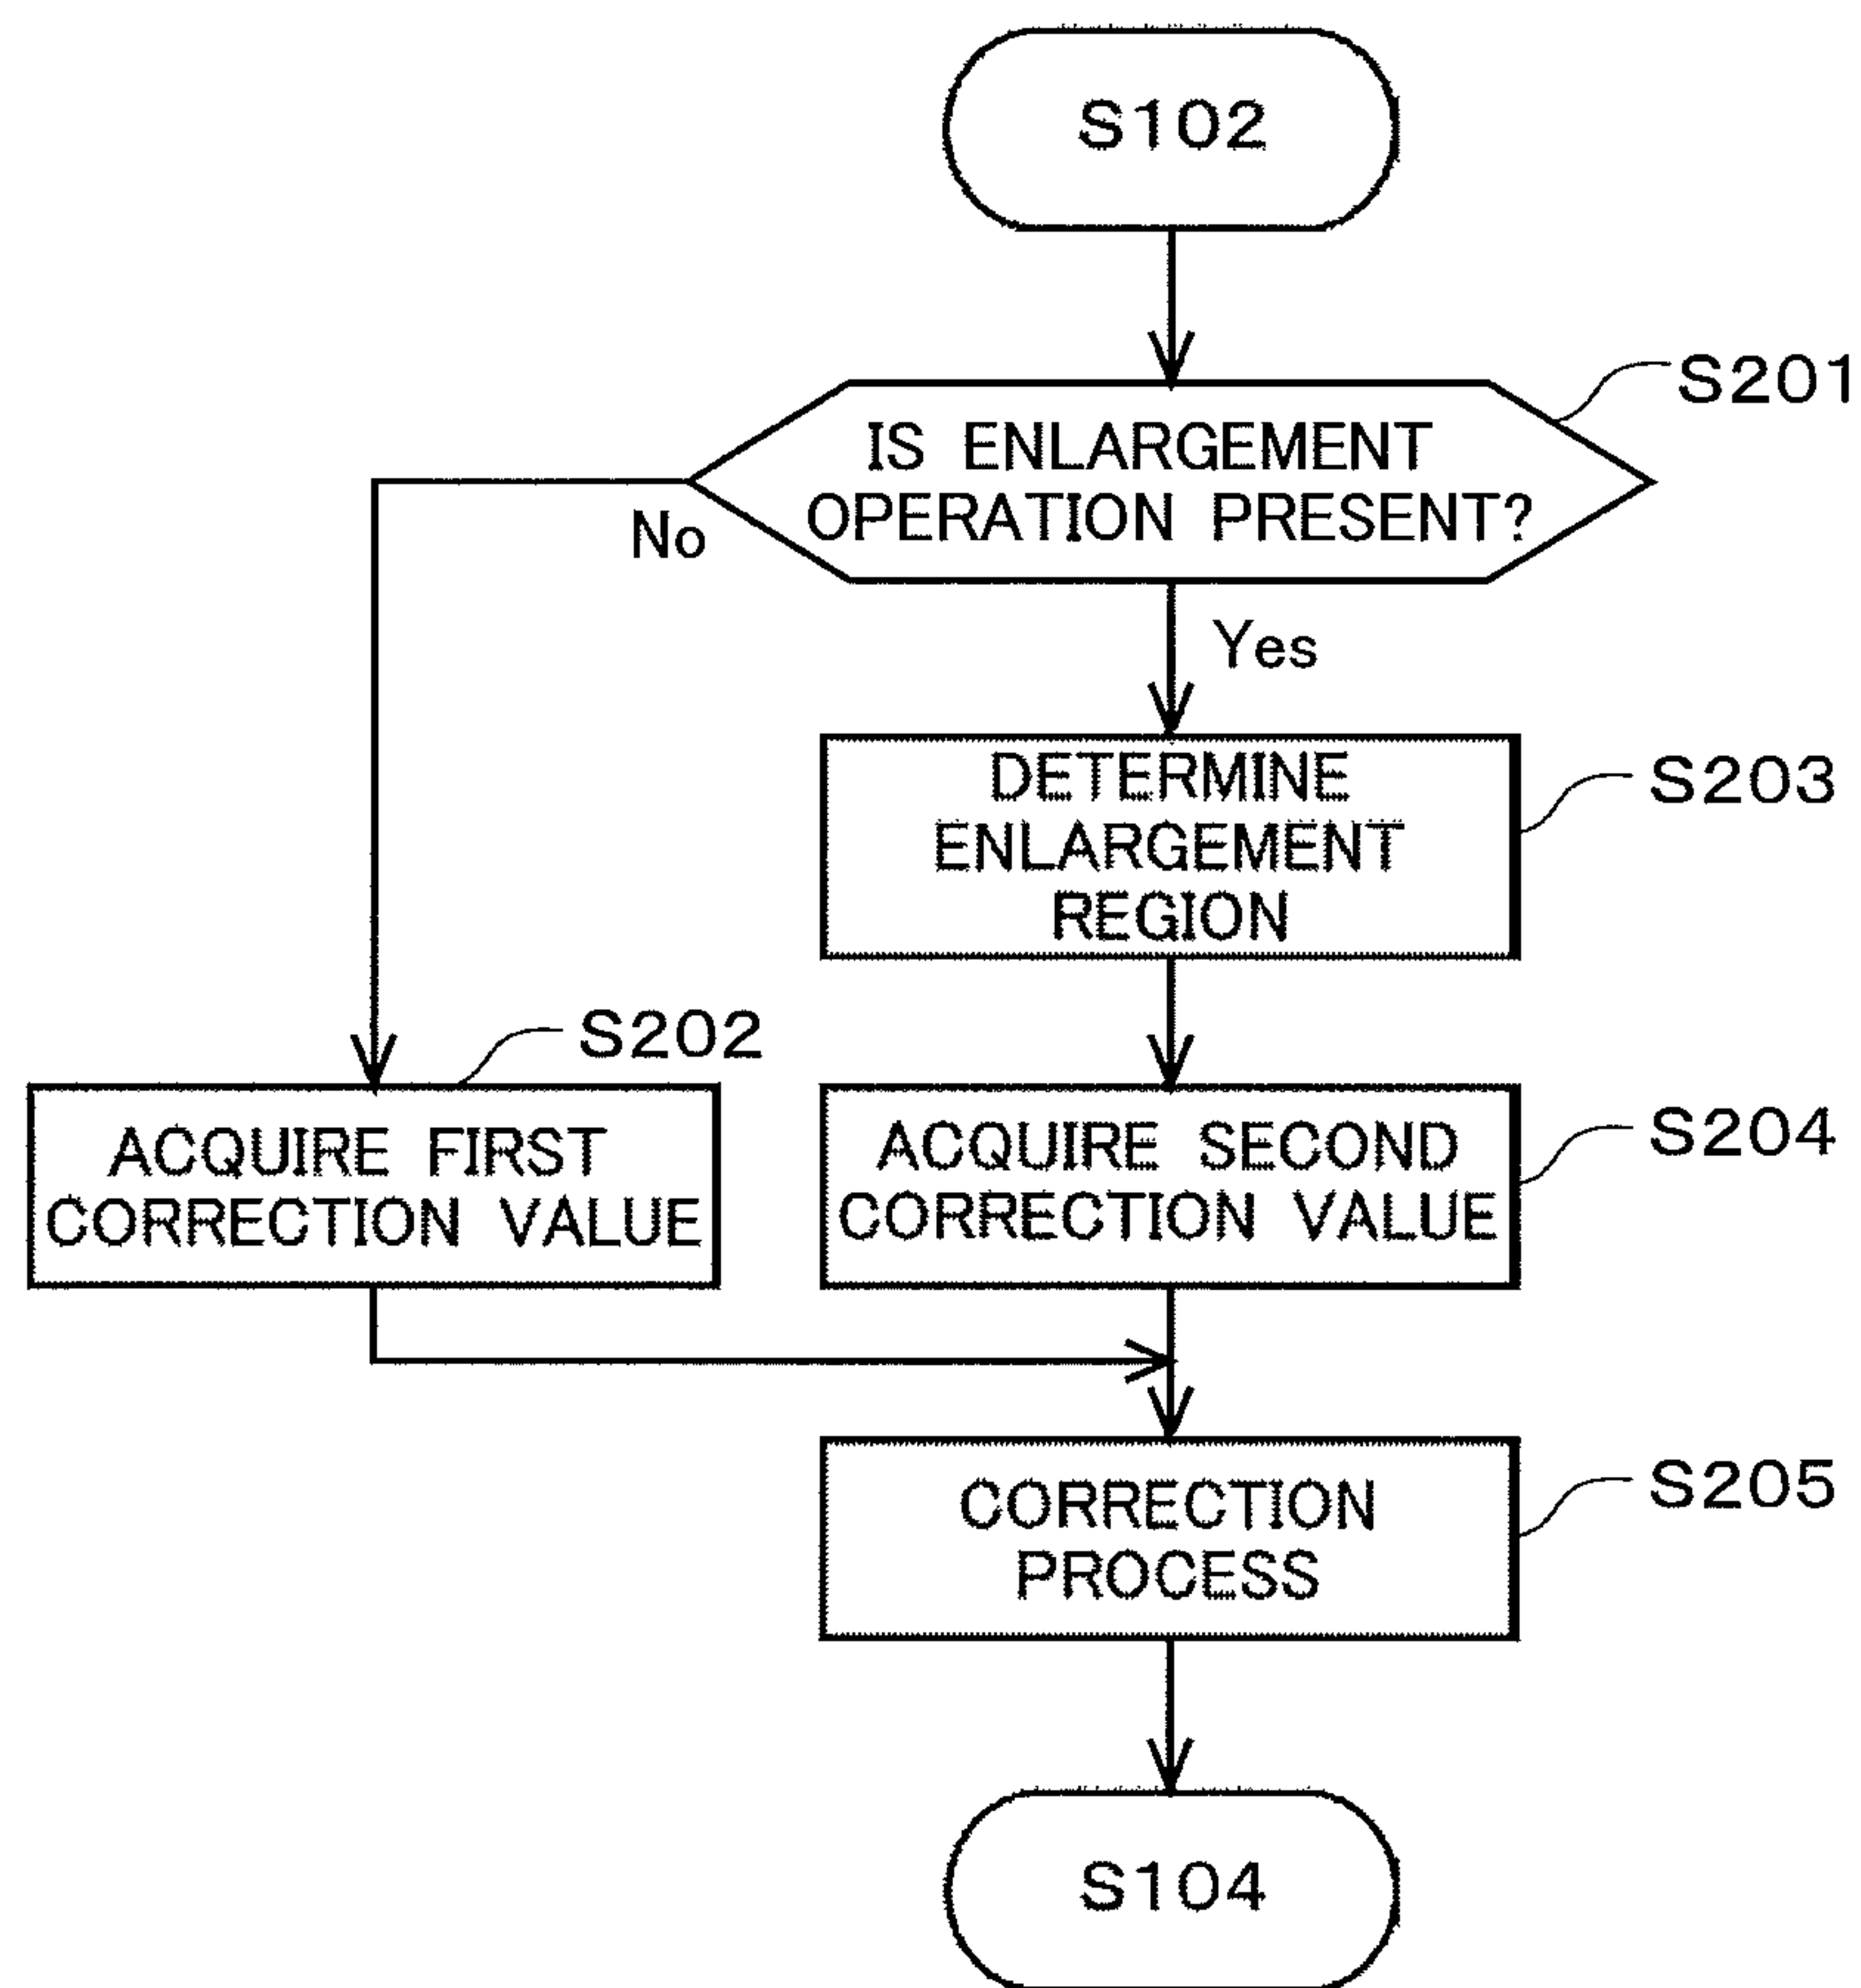 S102
S201
IS ENLARGEMENT
OPERATION PRESENT?
No
Yes
DETERMINE
ENLARGEMENT
REGION
S203
S202
ACQUIRE FIRST
CORRECTION VALUE
ACQUIRE SECOND
CORRECTION VALUE
S204
CORRECTION
PROCESS
S205
S104